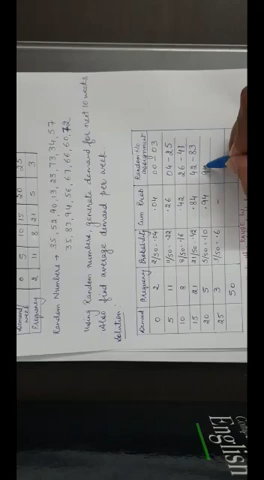 Demand/week 0 5 10 15 20 25
Frequency 2 11 8 21 5 3
Random Numbers → 35, 52, 90, 13, 23, 73, 34, 57
35, 83, 94, 56, 67, 66, 60, 72
Using Random numbers, generate demand for next 10 weeks.
Also find average demand per week.
Solution
Demand Frequency Probability Cum Prob Random No. assignment
0 2 2/50 = .04 .04 00 - 03
5 11 11/50 = .22 .26 04 - 25
10 8 8/50 = .16 .42 26 - 41
15 21 21/50 = .42 .84 42 - 83
20 5 5/50 = .10 .94
25 3 3/50 = .6 -
50
English